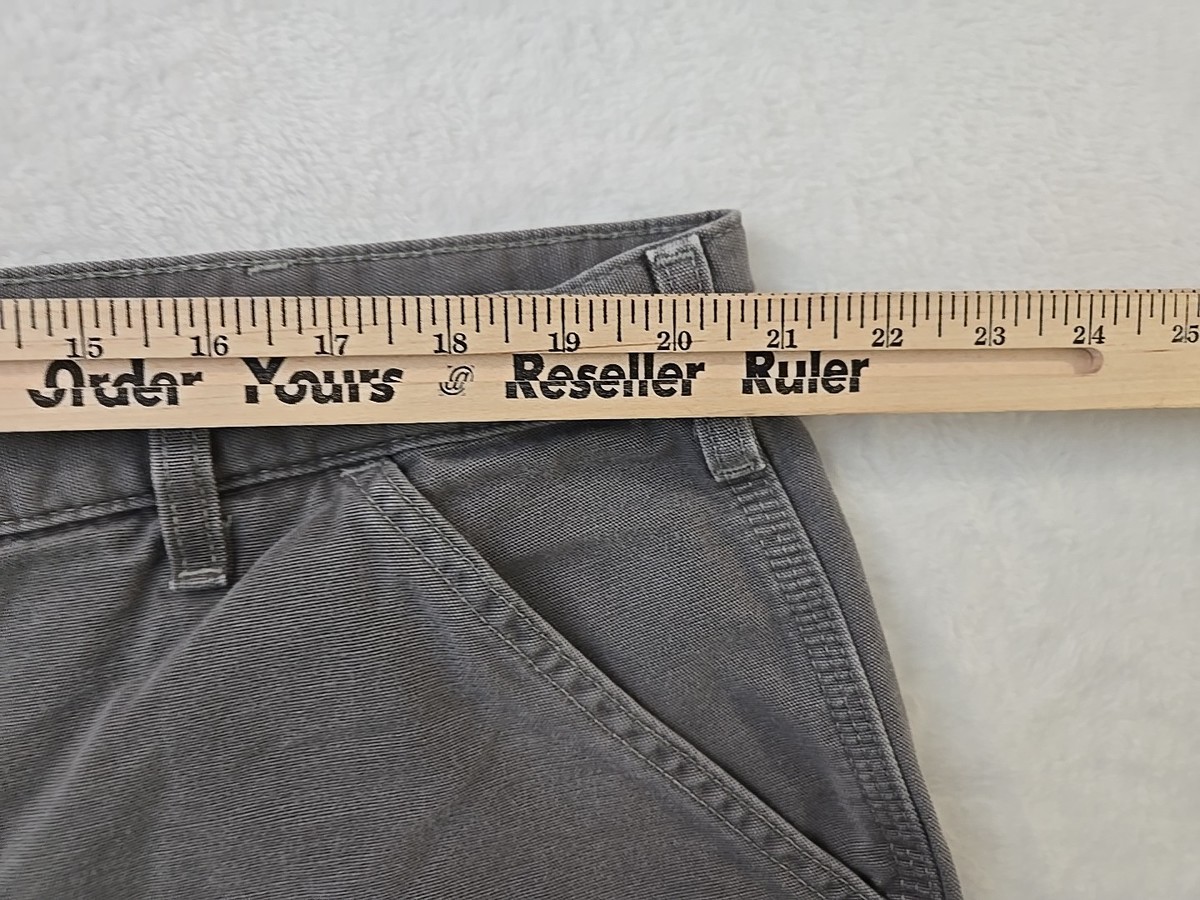 15 16 17 18 19 20 21 22 23 24 25
Order Yours @ Reseller Ruler